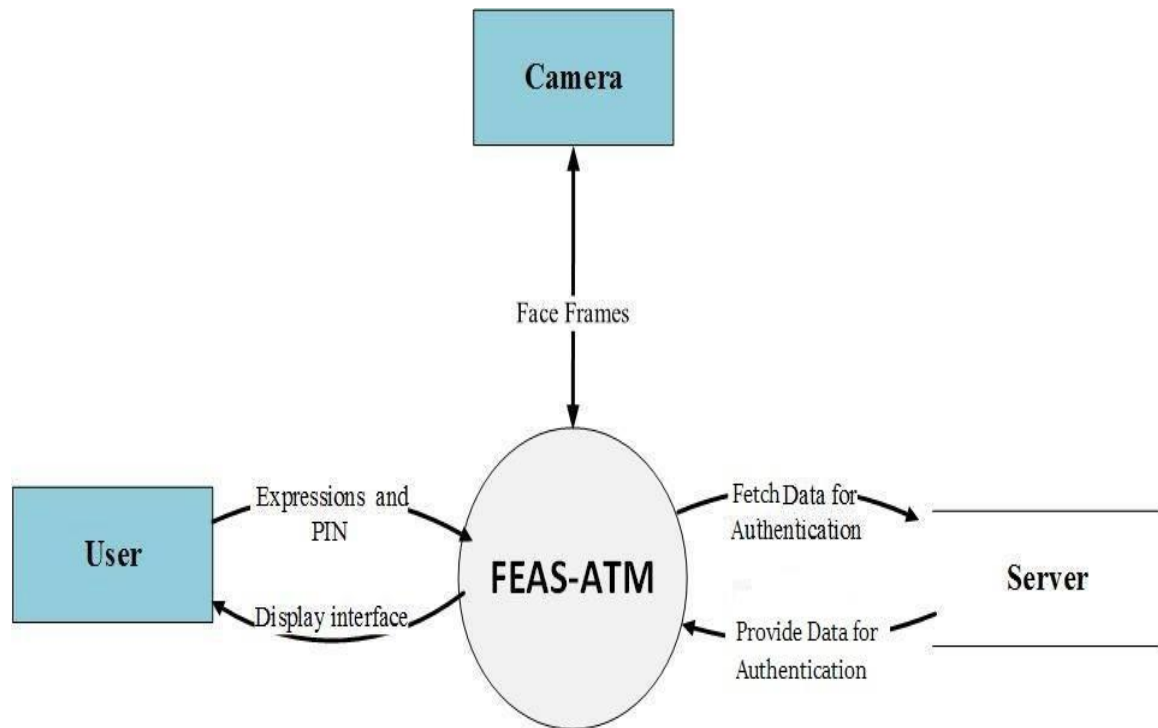 Camera
Face Frames
Expressions and
PIN
User
Display interface
FEAS-ATM
Fetch Data for
Authentication
Server
Provide Data for
Authentication